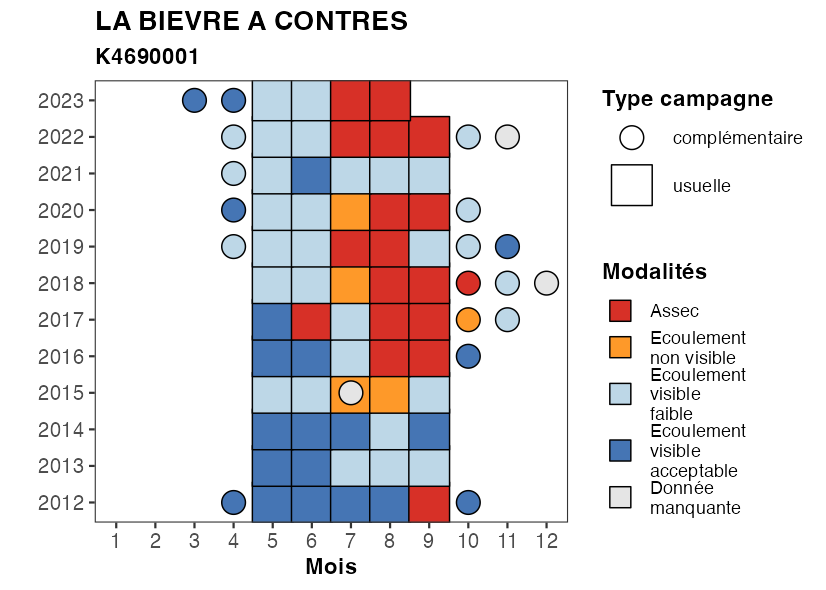 LA BIEVRE A CONTRES
K4690001
2023
2022
2021
2020
2019
2018
2017
2016
2015
2014
2013
2012
1 2 3 4 5 6 7 8 9 10 11 12
Mois
Type campagne
complémentaire
usuelle
Modalités
Assec
Ecoulement
non visible
Ecoulement
visible
faible
Ecoulement
visible
acceptable
Donnée
manquante